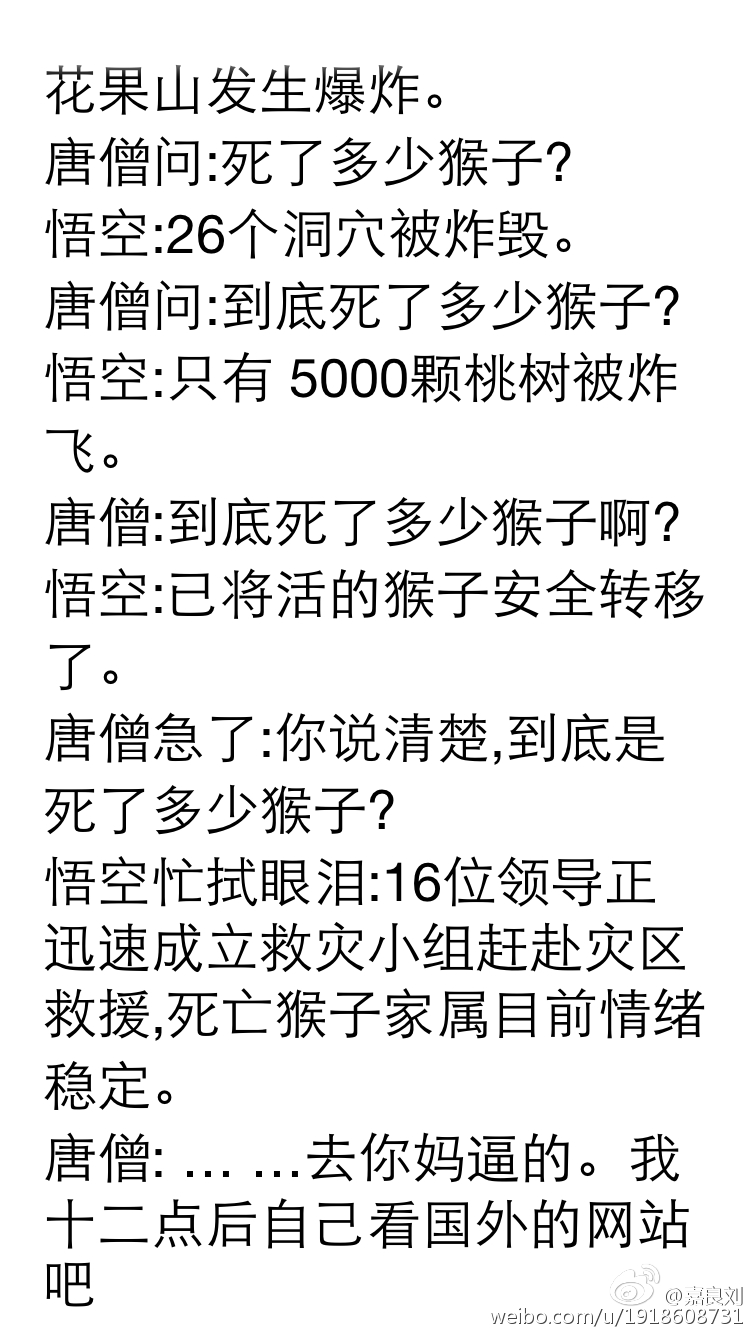 花果山发生爆炸。
唐僧问:死了多少猴子?
悟空:26个洞穴被炸毁。
唐僧问:到底死了多少猴子?
悟空:只有 5000颗桃树被炸
飞。
唐僧:到底死了多少猴子啊?
悟空:已将活的猴子安全转移
了。
唐僧急了:你说清楚,到底是
死了多少猴子?
悟空忙拭眼泪:16位领导正
迅速成立救灾小组赶赴灾区
救援,死亡猴子家属目前情绪
稳定。
唐僧: … …去你妈逼的。我
十二点后自己看国外的网站
吧
@嘉良刘
weibo.com/u/1918608731